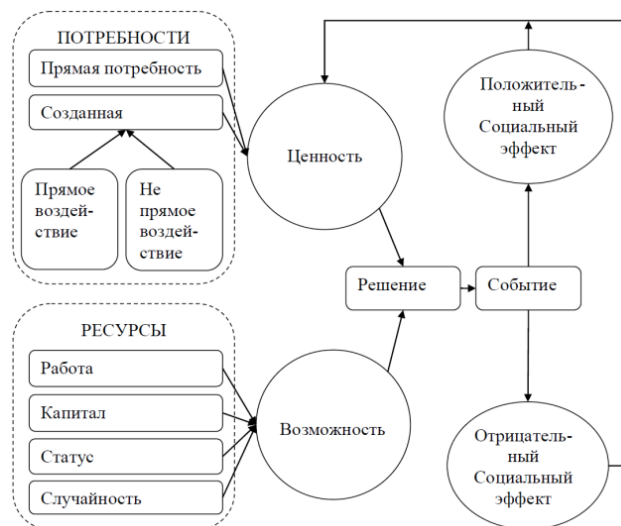 ПОТРЕБНОСТИ
Прямая потребность
Созданная
Прямое
воздей-
ствие
Не
прямое
воздей-
ствие
Ценность
Положитель-
ный
Социальный
эффект
Решение
Событие
РЕСУРСЫ
Работа
Капитал
Статус
Случайность
Возможность
Отрицатель-
ный
Социальный
эффект